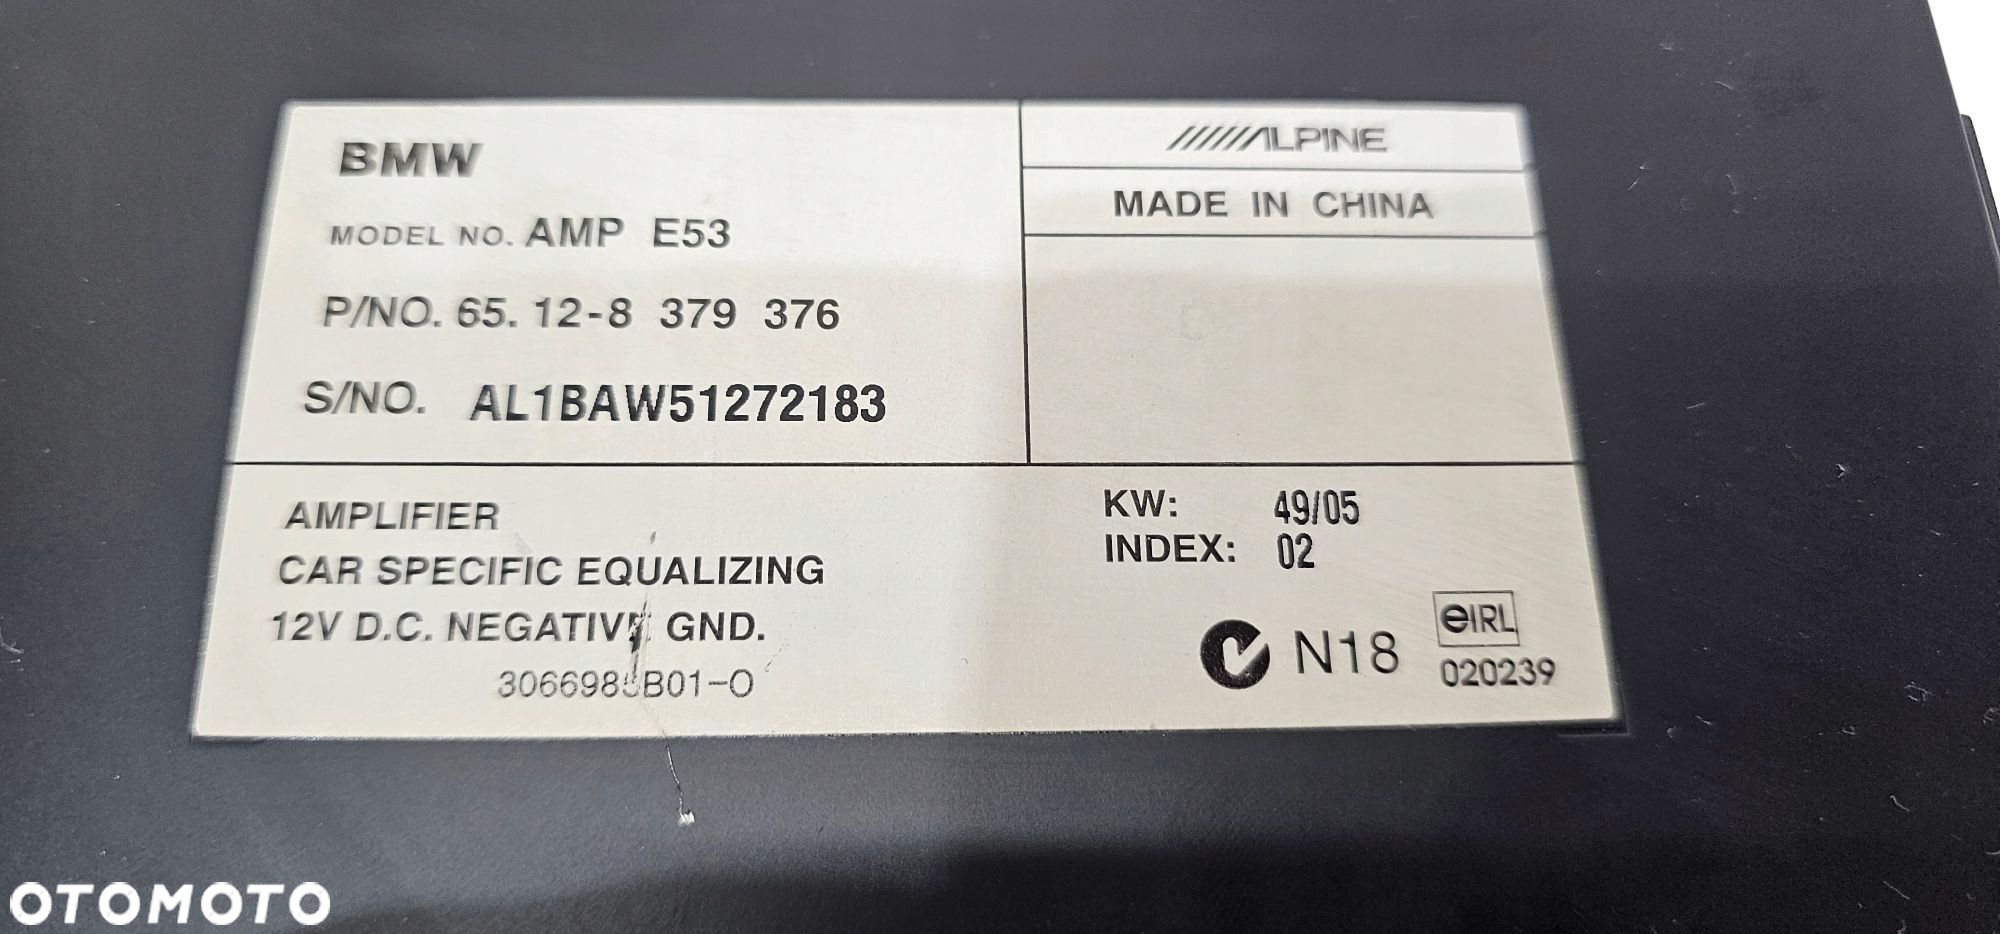 BMW
MODEL NO. AMP E53
P/NO. 65. 12-8 379 376
S/NO. AL1BAW51272183
ALPINE
MADE IN CHINA
AMPLIFIER
CAR SPECIFIC EQUALIZING
12V D.C. NEGATIVE GND.
KW: 49/05
INDEX: 02
N18
eIRL
020239
OTOMOTO